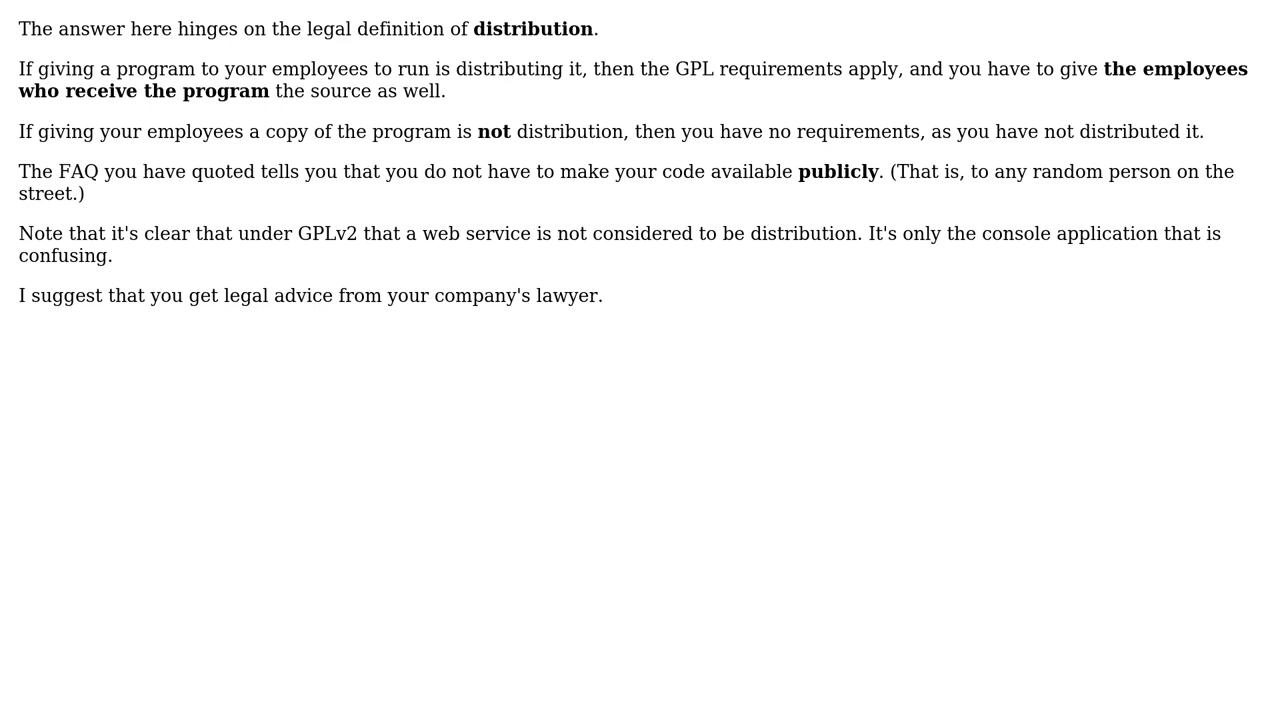 The answer here hinges on the legal definition of distribution.
If giving a program to your employees to run is distributing it, then the GPL requirements apply, and you have to give the employees
who receive the program the source as well.
If giving your employees a copy of the program is not distribution, then you have no requirements, as you have not distributed it.
The FAQ you have quoted tells you that you do not have to make your code available publicly. (That is, to any random person on the
street.)
Note that it's clear that under GPLv2 that a web service is not considered to be distribution. It's only the console application that is
confusing.
I suggest that you get legal advice from your company's lawyer.